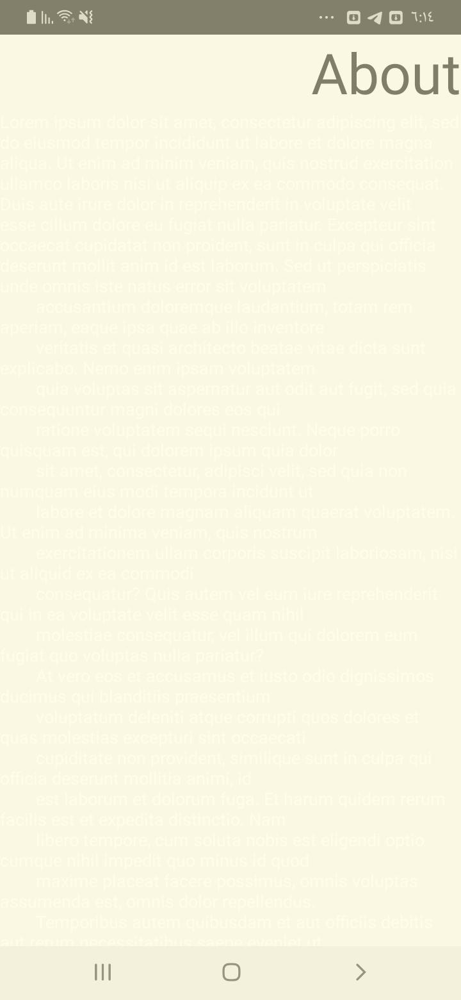 ٦:١٤
About
Lorem ipsum dolor sit amet, consectetur adipiscing elit, sed
do eiusmod tempor incididunt ut labore et dolore magna
aliqua. Ut enim ad minim veniam, quis nostrud exercitation
ullamco laboris nisi ut aliquip ex ea commodo consequat.
Duis aute irure dolor in reprehenderit in voluptate velit
esse cillum dolore eu fugiat nulla pariatur. Excepteur sint
occaecat cupidatat non proident, sunt in culpa qui officia
deserunt mollit anim id est laborum. Sed ut perspiciatis
unde omnis iste natus error sit voluptatem
accusantium doloremque laudantium, totam rem
aperiam, eaque ipsa quae ab illo inventore
veritatis et quasi architecto beatae vitae dicta sunt
explicabo. Nemo enim ipsam voluptatem
quia voluptas sit aspernatur aut odit aut fugit, sed quia
consequuntur magni dolores eos qui
ratione voluptatem sequi nesciunt. Neque porro
quisquam est, qui dolorem ipsum quia dolor
sit amet, consectetur, adipisci velit, sed quia non
numquam eius modi tempora incidunt ut
labore et dolore magnam aliquam quaerat voluptatem.
Ut enim ad minima veniam, quis nostrum
exercitationem ullam corporis suscipit laboriosam, nisi
ut aliquid ex ea commodi
consequatur? Quis autem vel eum iure reprehenderit
qui in ea voluptate velit esse quam nihil
molestiae consequatur, vel illum qui dolorem eum
fugiat quo voluptas nulla pariatur?
At vero eos et accusamus et iusto odio dignissimos
ducimus qui blanditiis praesentium
voluptatum deleniti atque corrupti quos dolores et
quas molestias excepturi sint occaecati
cupiditate non provident, similique sunt in culpa qui
officia deserunt mollitia animi, id
est laborum et dolorum fuga. Et harum quidem rerum
facilis est et expedita distinctio. Nam
libero tempore, cum soluta nobis est eligendi optio
cumque nihil impedit quo minus id quod
maxime placeat facere possimus, omnis voluptas
assumenda est, omnis dolor repellendus.
Temporibus autem quibusdam et aut officiis debitis
aut rerum necessitatibus saepe eveniet ut